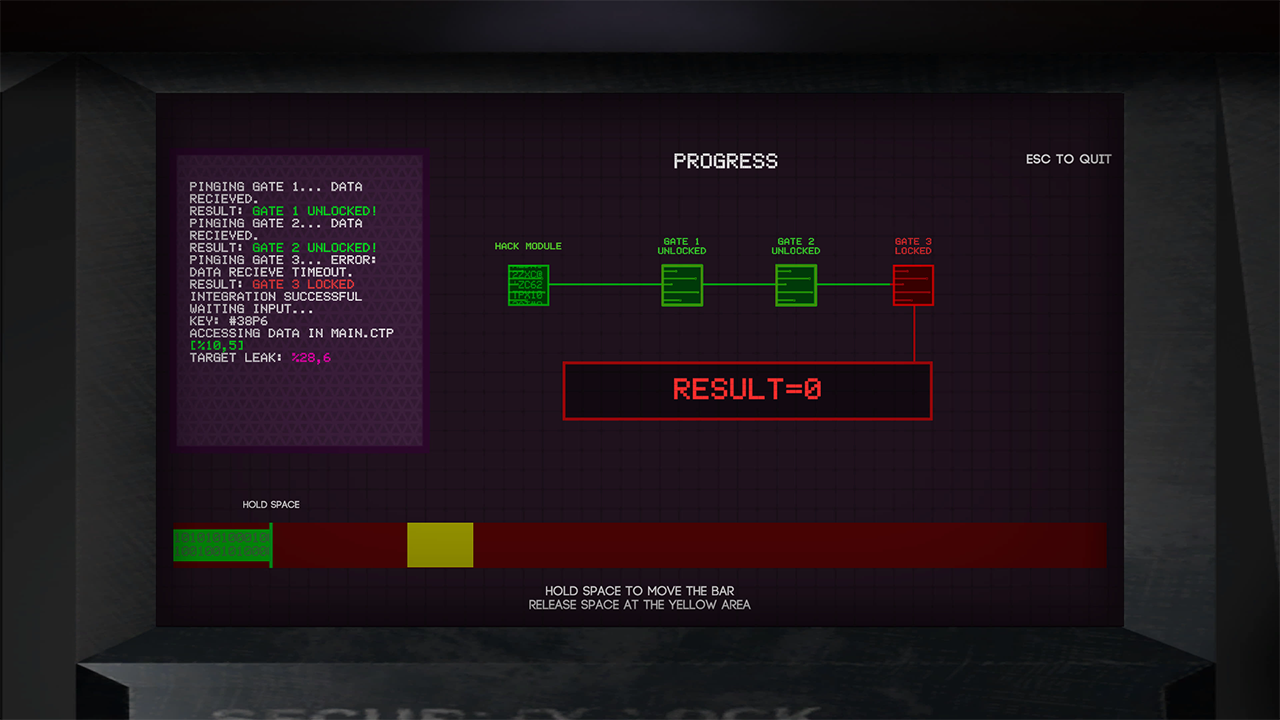 PROGRESS
ESC TO QUIT
PINGING GATE 1... DATA
RECIEVED.
RESULT: GATE 1 UNLOCKED!
PINGING GATE 2... DATA
RECIEVED.
RESULT: GATE 2 UNLOCKED!
PINGING GATE 3... ERROR:
DATA RECIEVE TIMEOUT.
RESULT: GATE 3 LOCKED
INTEGRATION SUCCESSFUL
WAITING INPUT...
KEY: #38P6
ACCESSING DATA IN MAIN.CTP
[%10,5]
TARGET LEAK: %28,6
HACK MODULE
GATE 1
UNLOCKED
GATE 2
UNLOCKED
GATE 3
LOCKED
RESULT=0
HOLD SPACE
HOLD SPACE TO MOVE THE BAR
RELEASE SPACE AT THE YELLOW AREA
SECURITY LOCK